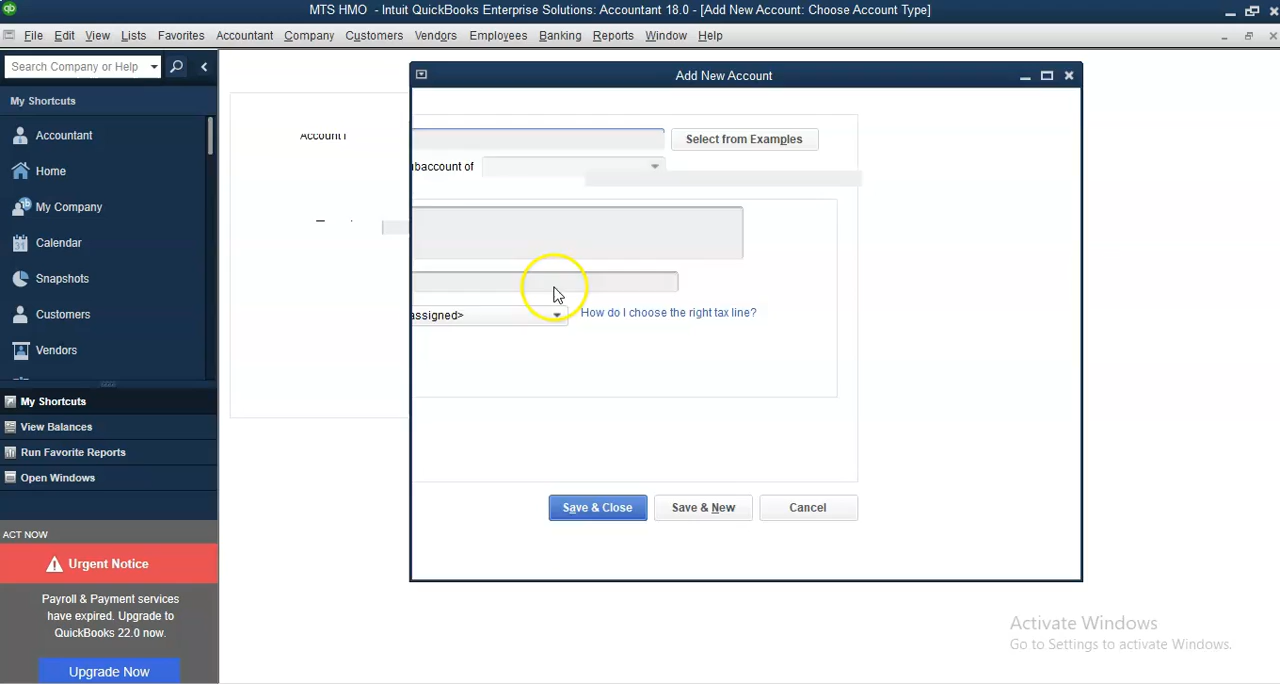 MTS HMO - Intuit QuickBooks Enterprise Solutions: Accountant 18.0 - [Add New Account: Choose Account Type]
File Edit View Lists Favorites Accountant Company Customers Vendors Employees Banking Reports Window Help
Search Company or Help
My Shortcuts
Accountant
Home
My Company
Calendar
Snapshots
Customers
Vendors
My Shortcuts
View Balances
Run Favorite Reports
Open Windows
ACT NOW
Urgent Notice
Payroll & Payment services
have expired. Upgrade to
QuickBooks 22.0 now.
Upgrade Now
Add New Account
Select from Examples
baccount of
ssigned>
How do I choose the right tax line?
Save & Close
Save & New
Cancel
Activate Windows
Go to Settings to activate Windows.